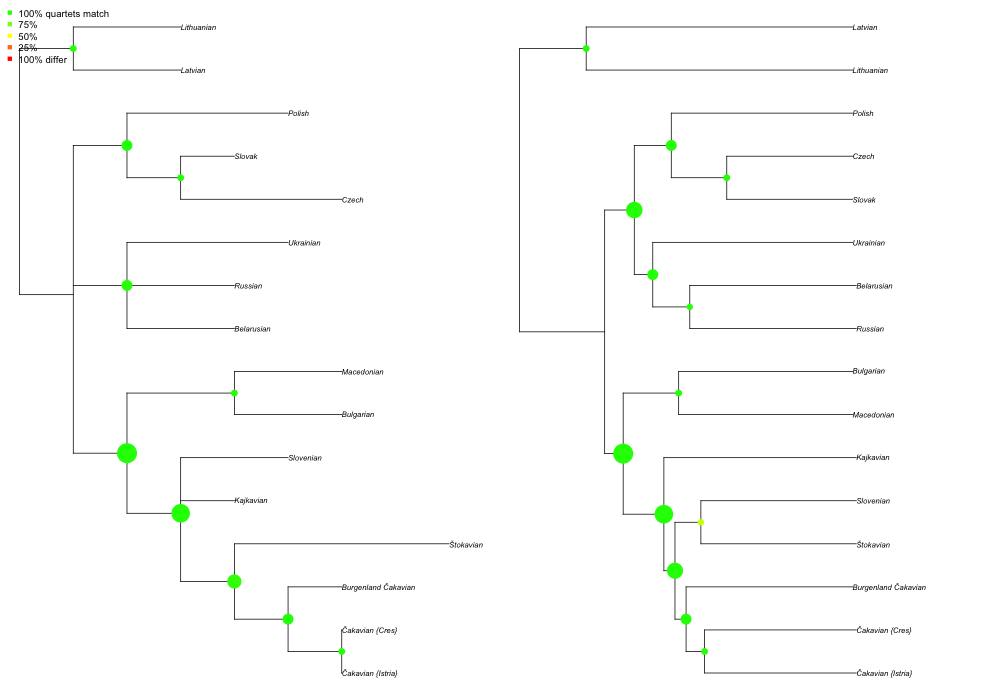 100% quartets match
75%
50%
25%
100% differ
Lithuanian
Latvian
Polish
Slovak
Czech
Ukrainian
Russian
Belarusian
Macedonian
Bulgarian
Slovenian
Kajkavian
Štokavian
Burgenland Čakavian
Čakavian (Cres)
Čakavian (Istria)
Latvian
Lithuanian
Polish
Czech
Slovak
Ukrainian
Belarusian
Russian
Bulgarian
Macedonian
Kajkavian
Slovenian
Štokavian
Burgenland Čakavian
Čakavian (Cres)
Čakavian (Istria)